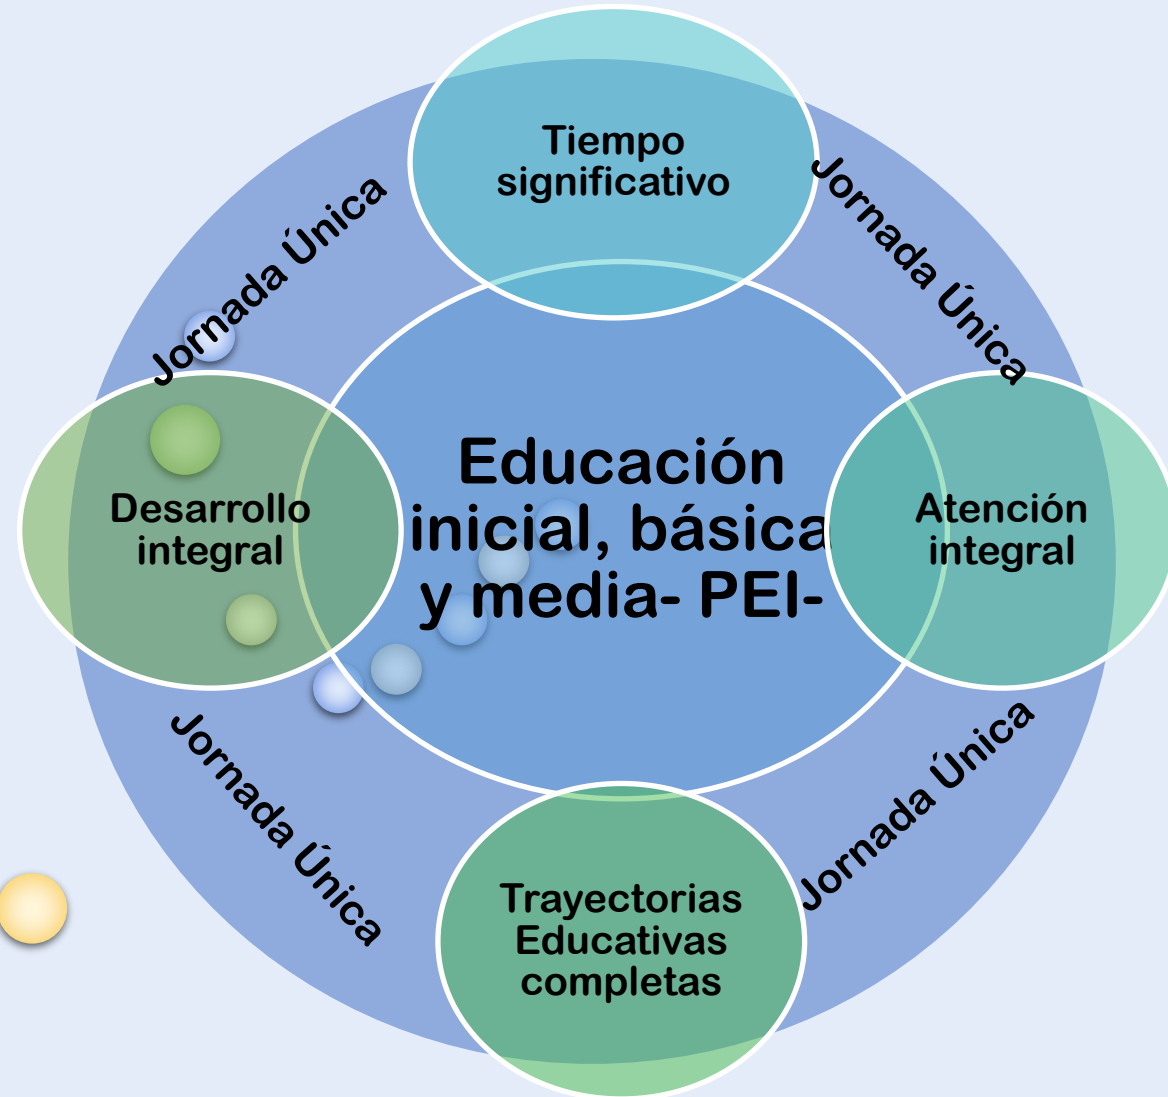 Tiempo
significativo
Jornada Única
Jornada Única
Educación
inicial, básica
y media- PEI-
Desarrollo
integral
Atención
integral
Jornada Única
Jornada Única
Trayectorias
Educativas
completas